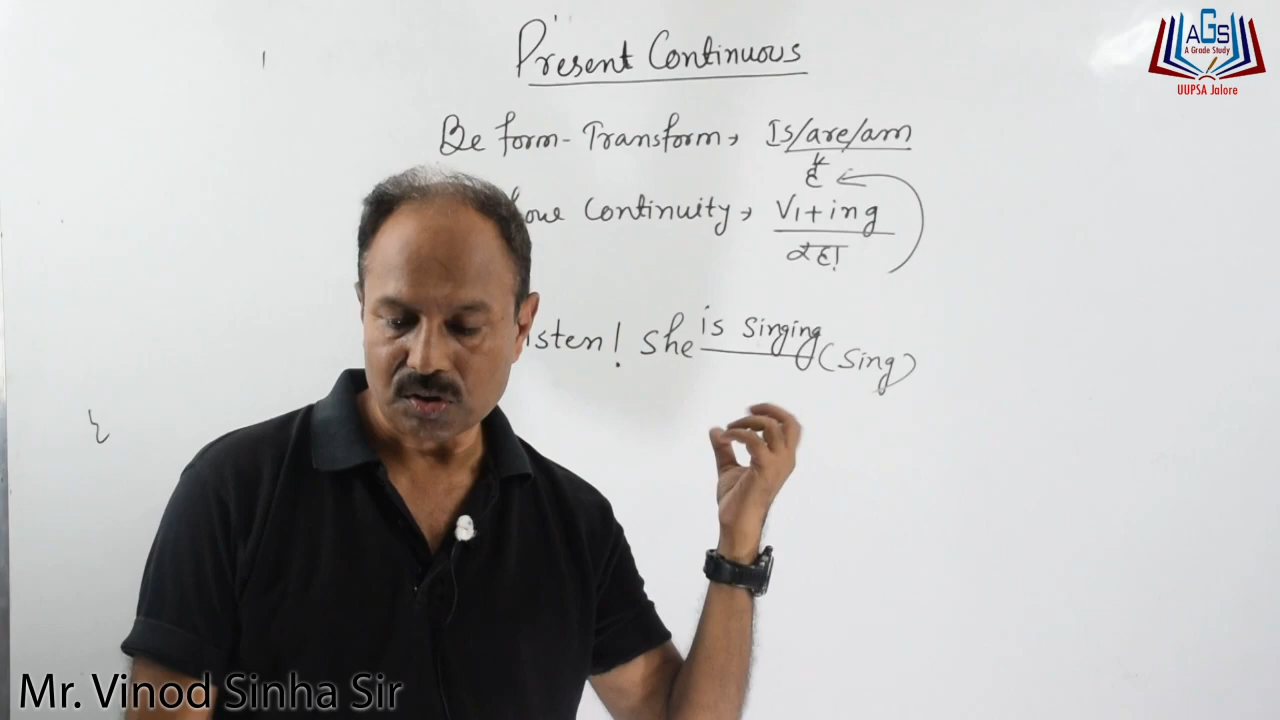 Present Continuous
Be form - Transform, Is/are/am
है
Continuity, V1+ing
रहा
isten! She is singing (Sing)
AGS
A Grade Study
UUPSA Jalore
Mr. Vinod Sinha Sir